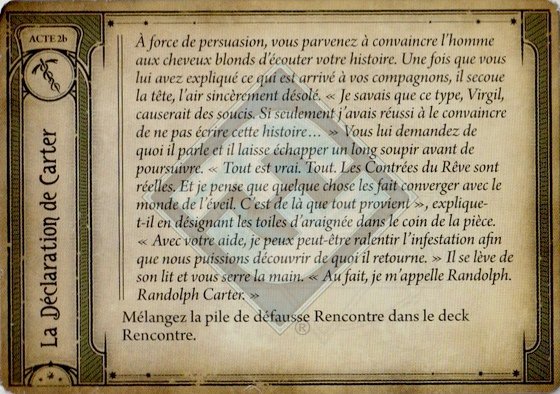 ACTE 2b
La Déclaration de Carter
À force de persuasion, vous parvenez à convaincre l'homme
aux cheveux blonds d'écouter votre histoire. Une fois que vous
lui avez expliqué ce qui est arrivé à vos compagnons, il secoue
la tête, l'air sincèrement désolé. « Je savais que ce type, Virgil,
causerait des soucis. Si seulement j'avais réussi à le convaincre
de ne pas écrire cette histoire… » Vous lui demandez de
quoi il parle et il laisse échapper un long soupir avant de
poursuivre. « Tout est vrai. Tout. Les Contrées du Rêve sont
réelles. Et je pense que quelque chose les fait converger avec le
monde de l'éveil. C'est de là que tout provient », explique-
t-il en désignant les toiles d'araignée dans le coin de la pièce.
« Avec votre aide, je peux peut-être ralentir l'infestation afin
que nous puissions découvrir de quoi il retourne. » Il se lève de
son lit et vous serre la main. « Au fait, je m'appelle Randolph.
Randolph Carter. »
Mélangez la pile de défausse Rencontre dans le deck
Rencontre.
®